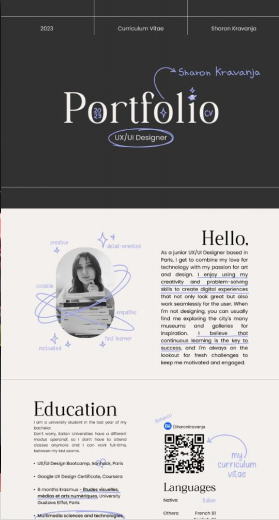 2023 Curriculum Vitae Sharon Kravanja
Sharon Kravanja
Portfolio
20 23 CV
UX/UI Designer
Hello,
As a junior UX/UI Designer based in
Paris, I get to combine my love for
technology with my passion for art
and design. I enjoy using my
creativity and problem-solving
skills to create digital experiences
that not only look great but also
work seamlessly for the user. When
I'm not designing, you can usually
find me exploring the city's many
museums and galleries for
inspiration. I believe that
continuous learning is the key to
success, and I'm always on the
lookout for fresh challenges to
keep me motivated and engaged.
creative
detail-oriented
sociable
empathic
motivated
fast learner
Education
I am a university student in the last year of my
bachelor.
Don't worry, Italian Universities have a different
modus operandi so I don't have to attend
classes anymore and I can work full-time.
• UX/UI Design Bootcamp, Ironhack, Paris
• Google UX Design Certificate, Coursera
• 6 months Erasmus - Études visuelles,
médias et arts numériques, University
Gustave Eiffel, Paris
• Multimedia sciences and technologies,
Behance
Be @sharonkravanja
my
curriculum
vitae
Languages
Native: Italian
Others: French B1